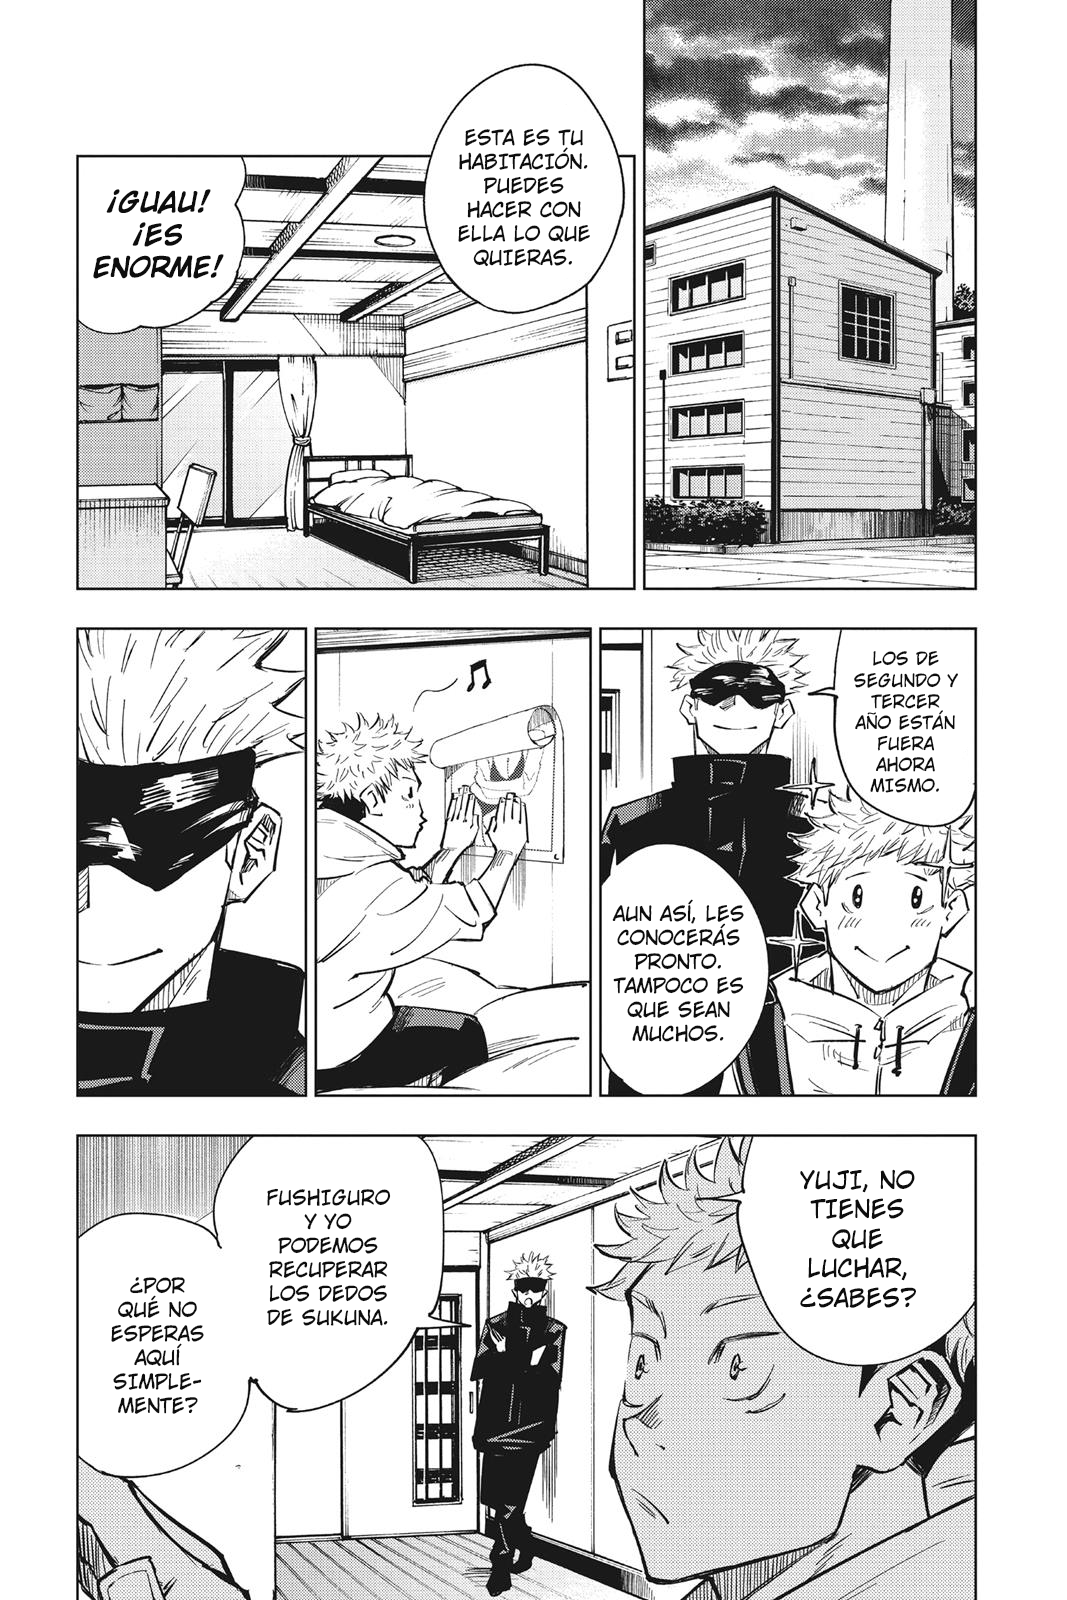 ESTA ES TU
HABITACIÓN.
PUEDES
HACER CON
ELLA LO QUE
QUIERAS.
¡GUAU!
¡ES
ENORME!
LOS DE
SEGUNDO Y
TERCER
AÑO ESTÁN
FUERA
AHORA
MISMO.
AUN ASÍ, LES
CONOCERÁS
PRONTO.
TAMPOCO ES
QUE SEAN
MUCHOS.
YUJI, NO
TIENES
QUE
LUCHAR,
¿SABES?
FUSHIGURO
Y YO
PODEMOS
RECUPERAR
LOS DEDOS
DE SUKUNA.
¿POR
QUÉ NO
ESPERAS
AQUÍ
SIMPLE-
MENTE?